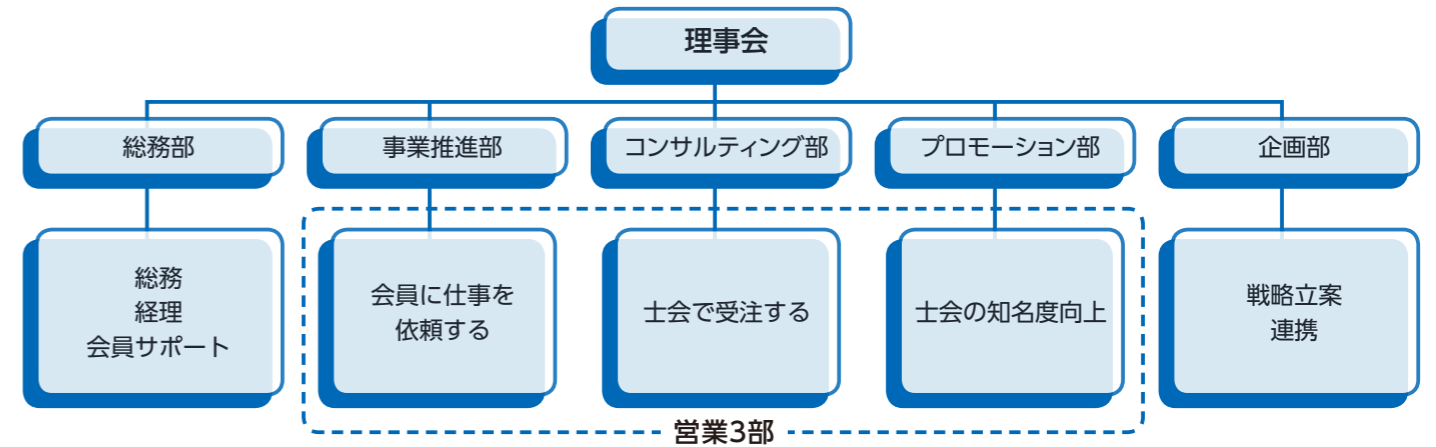 理事会
総務部
事業推進部
コンサルティング部
プロモーション部
企画部
総務
経理
会員サポート
会員に仕事を
依頼する
士会で受注する
士会の知名度向上
戦略立案
連携
営業3部